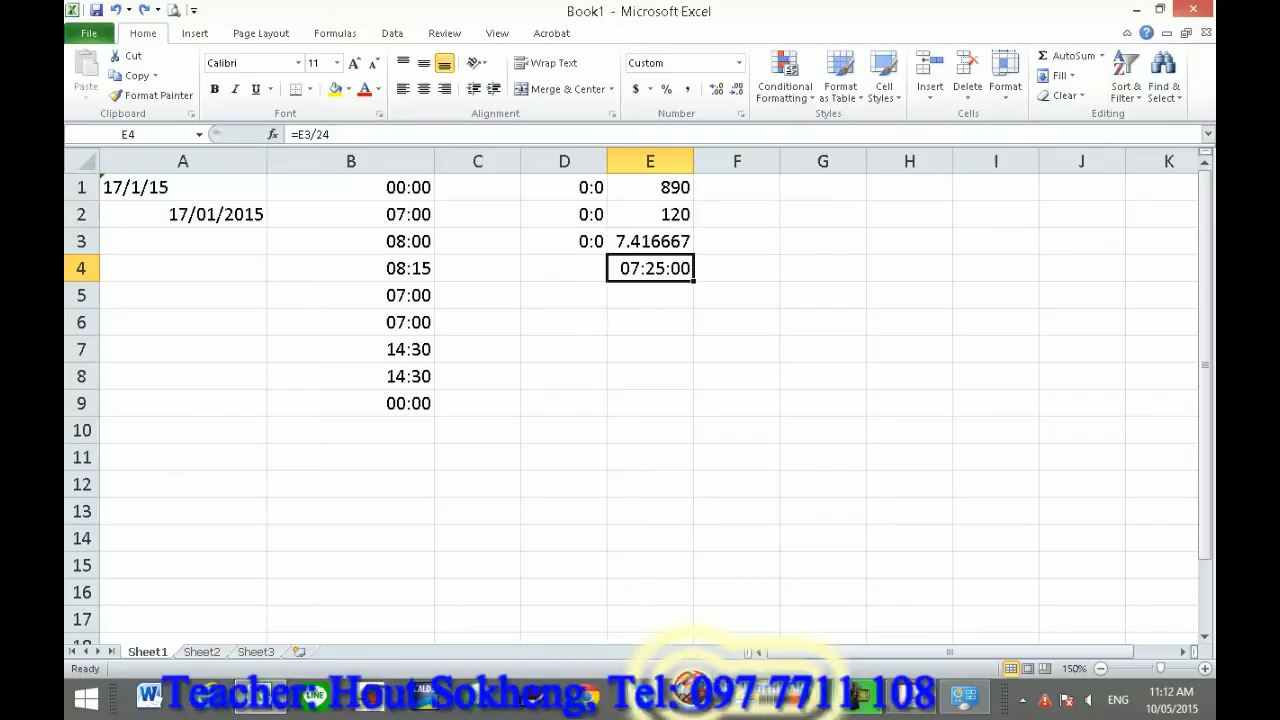 Book1 - Microsoft Excel
File Home Insert Page Layout Formulas Data Review View Acrobat
Paste
Cut
Copy
Format Painter
Clipboard
Calibri 11
B I U
Font
Wrap Text
Merge & Center
Alignment
Custom
$ % ,
Number
Conditional Formatting
Format as Table
Cell Styles
Styles
Insert Delete Format
Cells
AutoSum
Fill
Clear
Sort & Filter
Find & Select
Editing
E4 fx =E3/24
A B C D E F G H I J K
1 17/1/15 00:00 0:0 890
2 17/01/2015 07:00 0:0 120
3 08:00 0:0 7.416667
4 08:15 07:25:00
5 07:00
6 07:00
7 14:30
8 14:30
9 00:00
10
11
12
13
14
15
16
17
Sheet1 Sheet2 Sheet3
Ready 150%
Teacher Hout Sokheng, Tel: 097 77 1 1 108
LINE
ENG
11:12 AM
10/05/2015